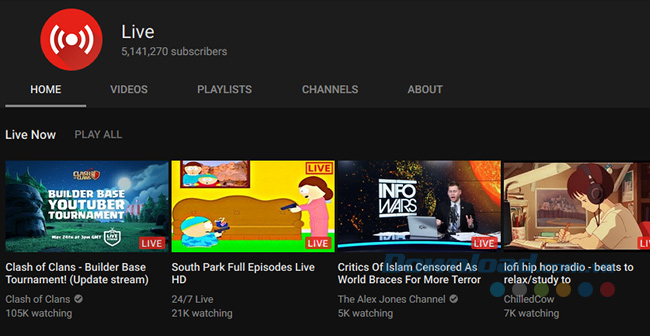 Live
5,141,270 subscribers
HOME VIDEOS PLAYLISTS CHANNELS ABOUT
Live Now PLAY ALL
CLASH OF CLANS
BUILDER BASE
YOUTUBER
TOURNAMENT
May 26th at 3pm GMT LIVE
LIVE
LIVE
LIVE
INFO
WARS
LIVE
LIVE
Clash of Clans - Builder Base
Tournament! (Update stream)
Clash of Clans
105K watching
South Park Full Episodes Live
HD
24/7 Live
21K watching
Critics Of Islam Censored As
World Braces For More Terror
The Alex Jones Channel
5K watching
lofi hip hop radio - beats to
relax/study to
ChilledCow
7K watching
Download